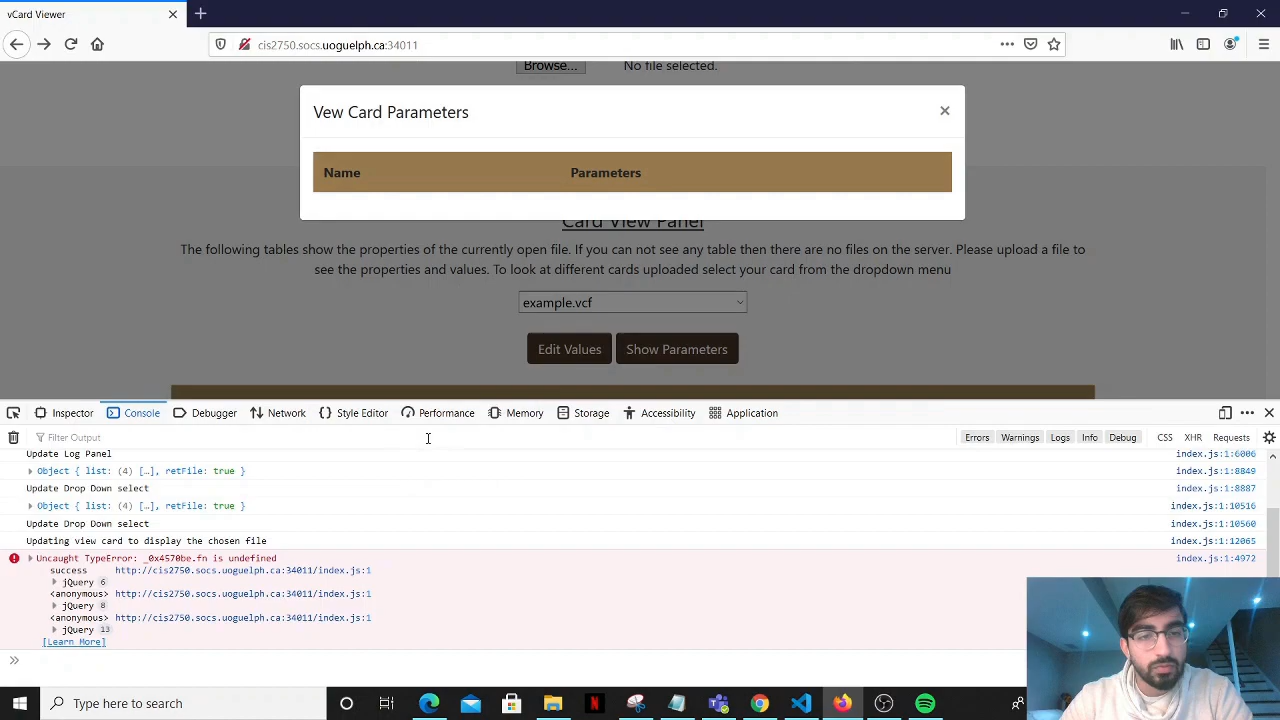 vCard Viewer
cis2750.socs.uoguelph.ca:34011
Browse... No file selected.
Vew Card Parameters
Name Parameters
Card View Panel
The following tables show the properties of the currently open file. If you can not see any table then there are no files on the server. Please upload a file to
see the properties and values. To look at different cards uploaded select your card from the dropdown menu
example.vcf
Edit Values Show Parameters
Inspector Console Debugger Network Style Editor Performance Memory Storage Accessibility Application
Filter Output Errors Warnings Logs Info Debug CSS XHR Requests
Update Log Panel index.js:1:6006
Object { list: (4) […], retFile: true } index.js:1:8849
Update Drop Down select index.js:1:8887
Object { list: (4) […], retFile: true } index.js:1:10516
Update Drop Down select index.js:1:10560
Updating view card to display the chosen file index.js:1:12065
Uncaught TypeError: _0x4570be.fn is undefined index.js:1:4972
success http://cis2750.socs.uoguelph.ca:34011/index.js:1
jQuery 6
<anonymous> http://cis2750.socs.uoguelph.ca:34011/index.js:1
jQuery 8
<anonymous> http://cis2750.socs.uoguelph.ca:34011/index.js:1
jQuery 13
[Learn More]
Type here to search